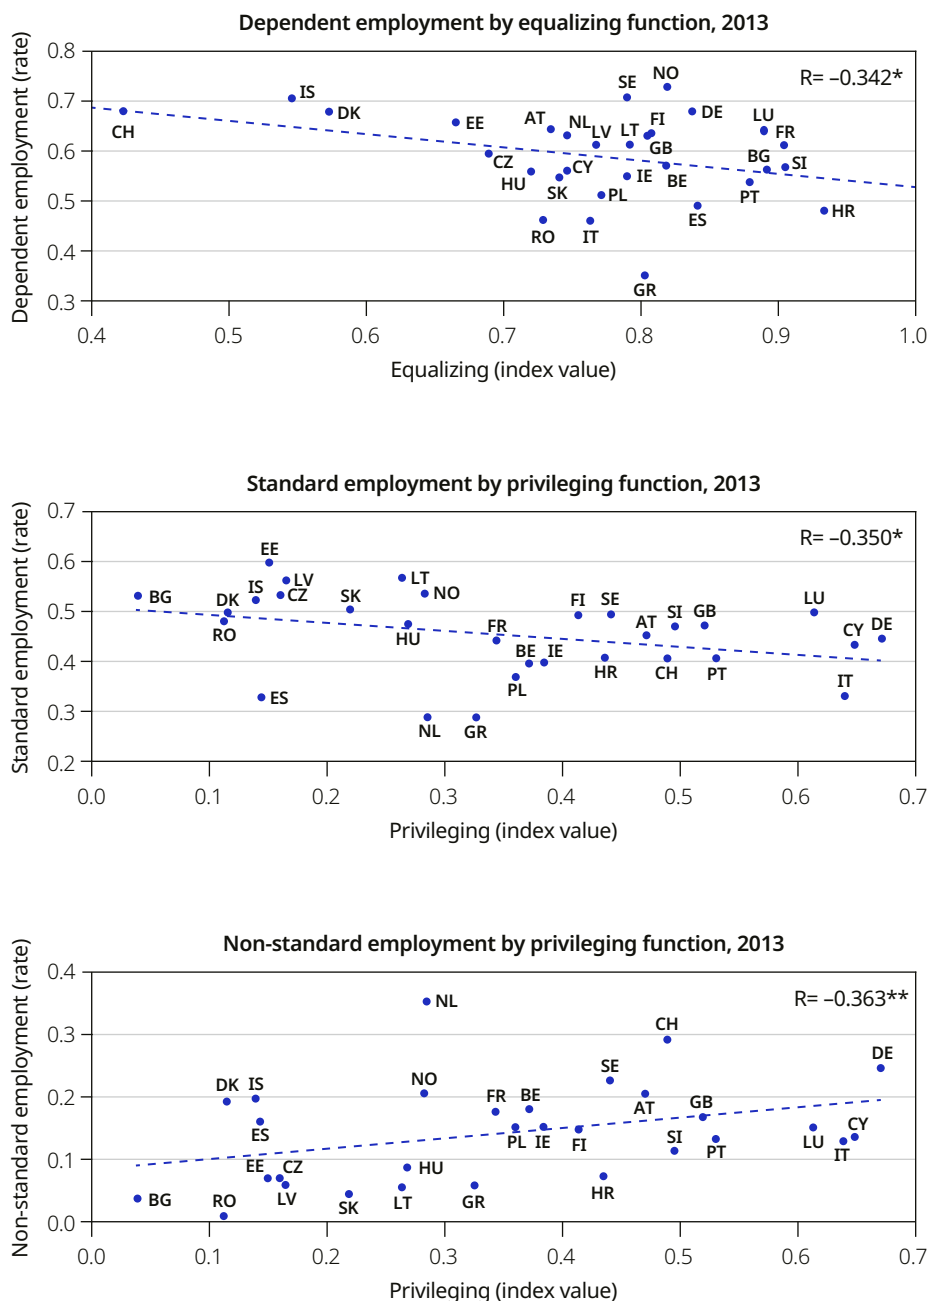 Dependent employment by equalizing function, 2013
Dependent employment (rate)
0.8
0.7
0.6
0.5
0.4
0.3
R= –0.342*
NO
SE
IS
DK
DE
CH
EE
AT
NL
LV
LT
FI
LU
FR
GB
CZ
CY
BG
SI
HU
SK
IE
BE
PL
PT
ES
HR
RO
IT
GR
0.4
0.5
0.6
0.7
0.8
0.9
1.0
Equalizing (index value)
Standard employment by privileging function, 2013
Standard employment (rate)
0.7
0.6
0.5
0.4
0.3
0.2
R= –0.350*
EE
LV
LT
IS
CZ
NO
BG
DK
SK
RO
HU
FI
SE
LU
FR
AT
SI
GB
CY
DE
BE
IE
HR
CH
PT
PL
IT
ES
NL
GR
0.0
0.1
0.2
0.3
0.4
0.5
0.6
0.7
Privileging (index value)
Non-standard employment by privileging function, 2013
Non-standard employment (rate)
0.4
0.3
0.2
0.1
0.0
R= –0.363**
NL
CH
DE
DK
IS
NO
SE
FR
BE
AT
GB
ES
PL
IE
FI
SI
PT
LU
CY
IT
EE
CZ
HU
BG
RO
LV
SK
LT
GR
HR
0.0
0.1
0.2
0.3
0.4
0.5
0.6
0.7
Privileging (index value)